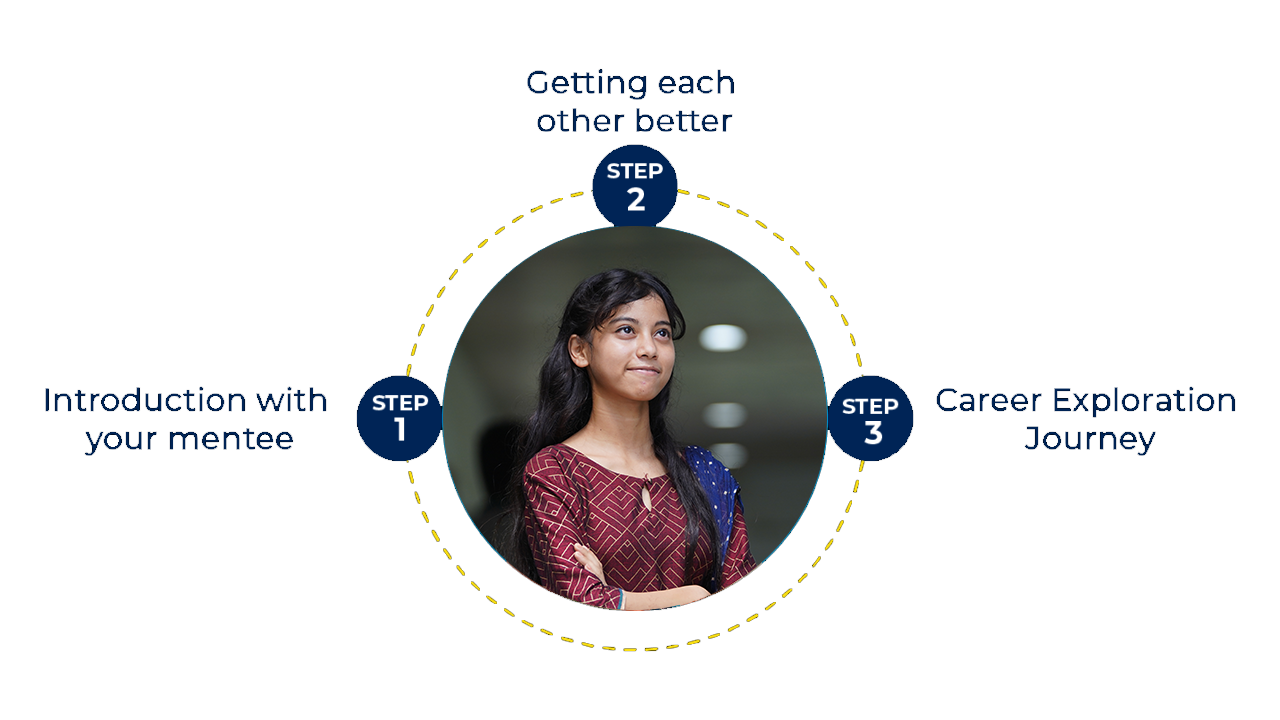 Getting each
other better
STEP
2
Introduction with
your mentee
STEP
1
STEP
3
Career Exploration
Journey